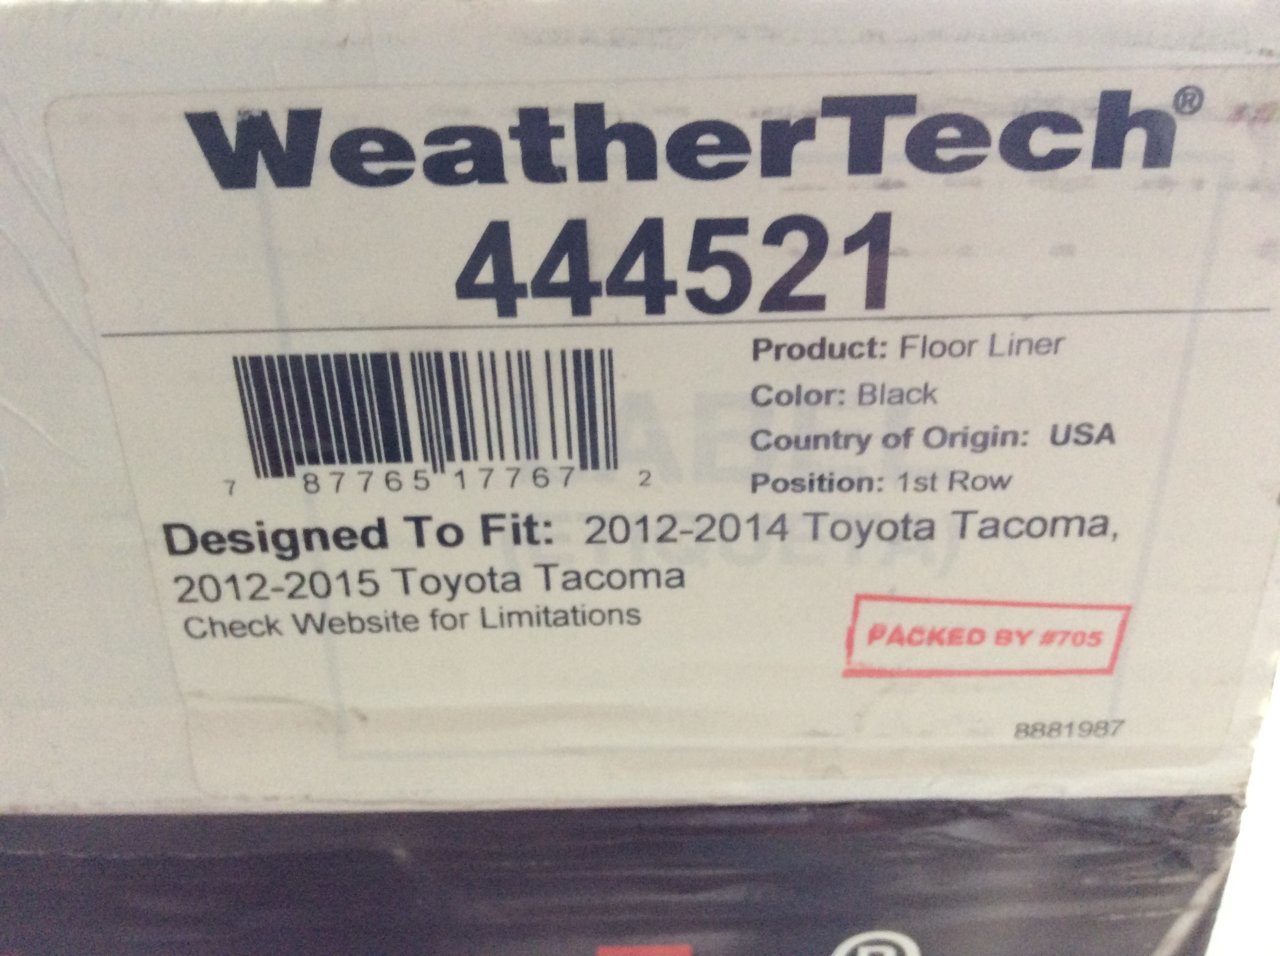 WeatherTech®
444521
Product: Floor Liner
Color: Black
Country of Origin: USA
Position: 1st Row
7 87765 17767 2
Designed To Fit: 2012-2014 Toyota Tacoma,
2012-2015 Toyota Tacoma
Check Website for Limitations
PACKED BY #705
8881987
®